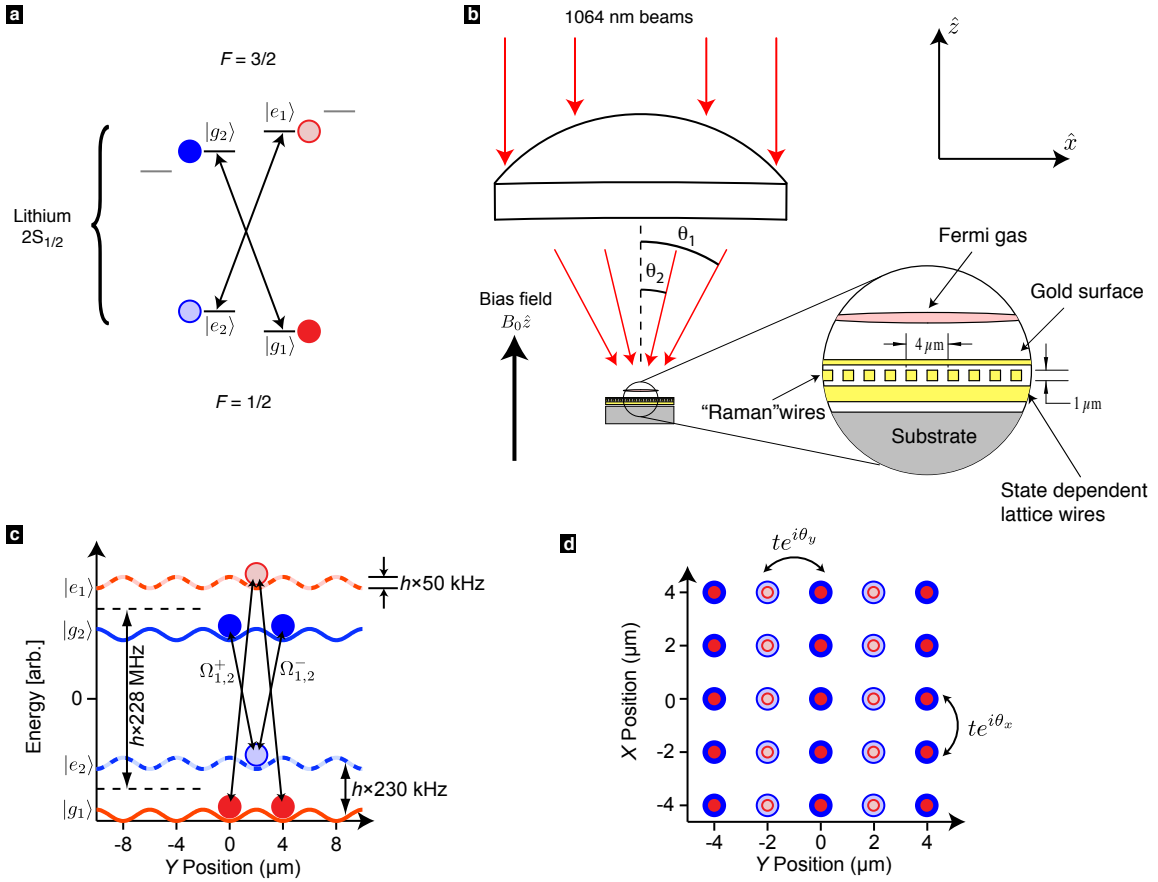 a
F = 3/2
|g₂⟩
|e₁⟩
Lithium
2S₁/₂
|e₂⟩
|g₁⟩
F = 1/2
b
1064 nm beams
ẑ
x̂
θ₁
θ₂
Bias field
B₀ẑ
Fermi gas
Gold surface
4 μm
"Raman"wires
1 μm
Substrate
State dependent
lattice wires
c
Energy [arb.]
|e₁⟩
|g₂⟩
0
|e₂⟩
|g₁⟩
h×50 kHz
h×228 MHz
Ω⁺₁,₂
Ω⁻₁,₂
h×230 kHz
-8
-4
0
4
8
Y Position (μm)
d
te^{iθ_y}
X Position (μm)
4
2
0
-2
-4
te^{iθ_x}
-4
-2
0
2
4
Y Position (μm)